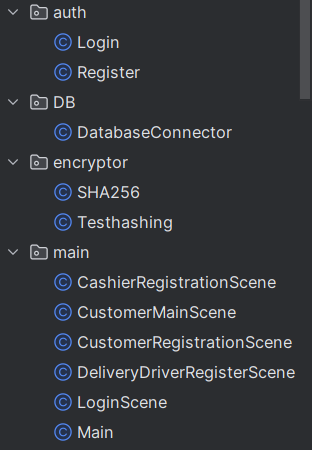 auth
Login
Register
DB
DatabaseConnector
encryptor
SHA256
Testhashing
main
CashierRegistrationScene
CustomerMainScene
CustomerRegistrationScene
DeliveryDriverRegisterScene
LoginScene
Main